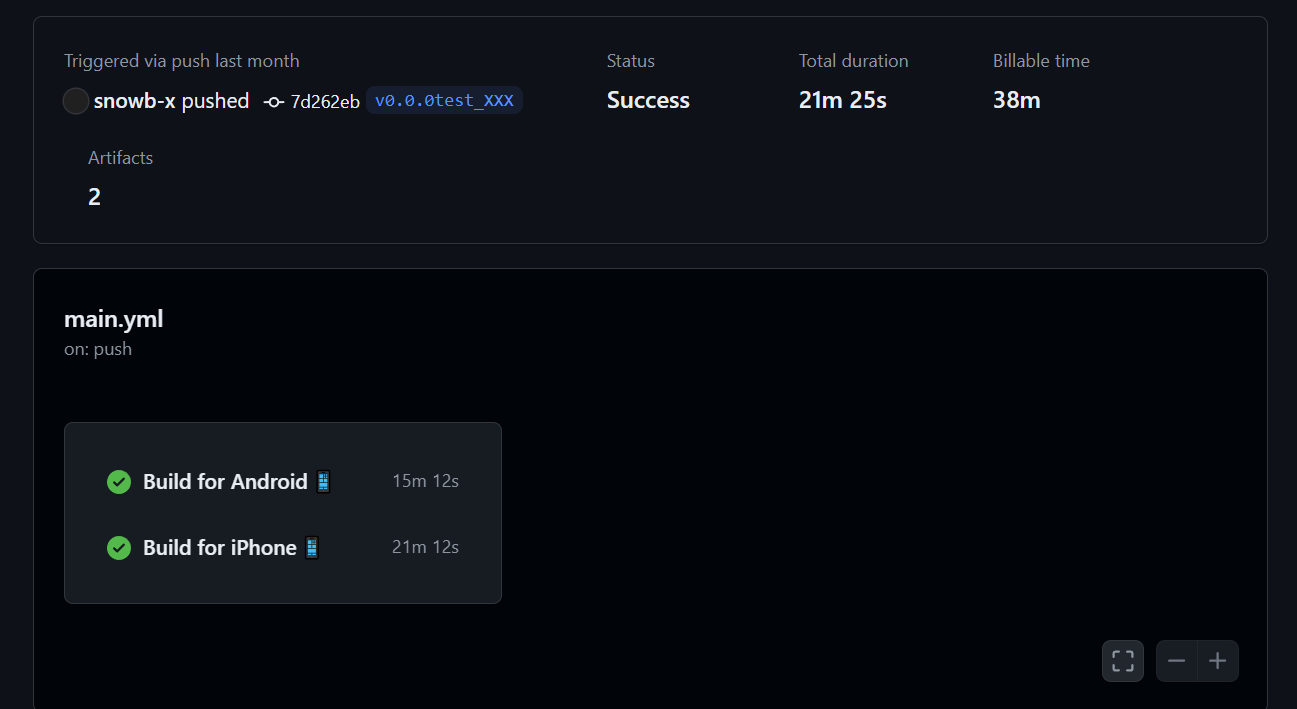 Triggered via push last month
snowb-x pushed 7d262eb v0.0.0test_XXX
Status
Success
Total duration
21m 25s
Billable time
38m
Artifacts
2
main.yml
on: push
Build for Android📱 15m 12s
Build for iPhone📱 21m 12s